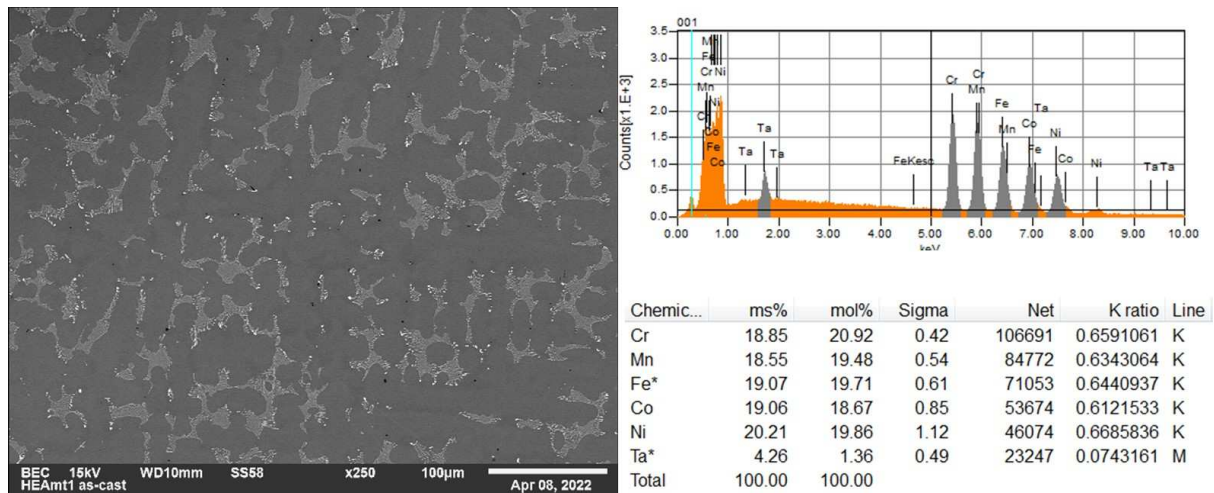 BEC 15kV WD10mm SS58 x250 100µm
HEAmt1 as-cast Apr 08, 2022
001
Counts[x1.E+3]
3.5
3.0
2.5
2.0
1.5
1.0
0.5
0.0
Mn
Fe
Cr Ni
Mn
Ni
Co
Fe
Co
Ta
Ta
Ta
FeKesc
Cr
Cr
Mn
Fe
Mn
Ta
Co
Fe
Ni
Co
Ni
Ta Ta
0.00 1.00 2.00 3.00 4.00 5.00 6.00 7.00 8.00 9.00 10.00
keV
Chemic... ms% mol% Sigma Net K ratio Line
Cr 18.85 20.92 0.42 106691 0.6591061 K
Mn 18.55 19.48 0.54 84772 0.6343064 K
Fe* 19.07 19.71 0.61 71053 0.6440937 K
Co 19.06 18.67 0.85 53674 0.6121533 K
Ni 20.21 19.86 1.12 46074 0.6685836 K
Ta* 4.26 1.36 0.49 23247 0.0743161 M
Total 100.00 100.00